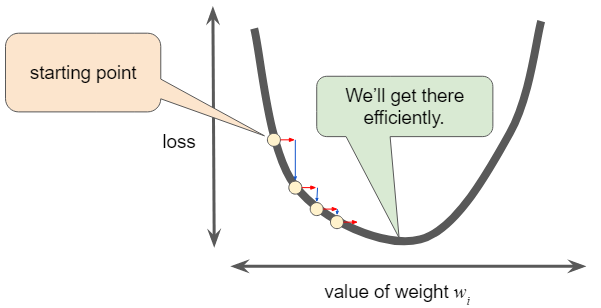 starting point
We'll get there
efficiently.
loss
value of weight wᵢ